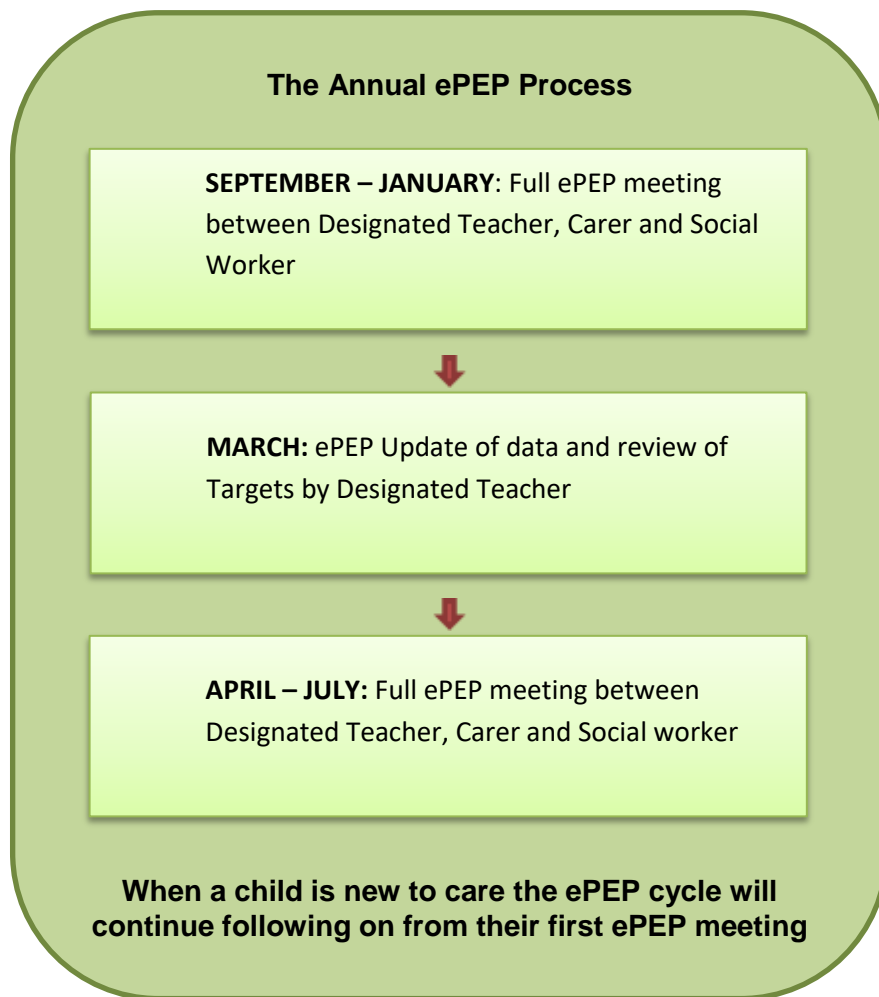 The Annual ePEP Process
SEPTEMBER – JANUARY: Full ePEP meeting
between Designated Teacher, Carer and Social
Worker
MARCH: ePEP Update of data and review of
Targets by Designated Teacher
APRIL – JULY: Full ePEP meeting between
Designated Teacher, Carer and Social worker
When a child is new to care the ePEP cycle will
continue following on from their first ePEP meeting